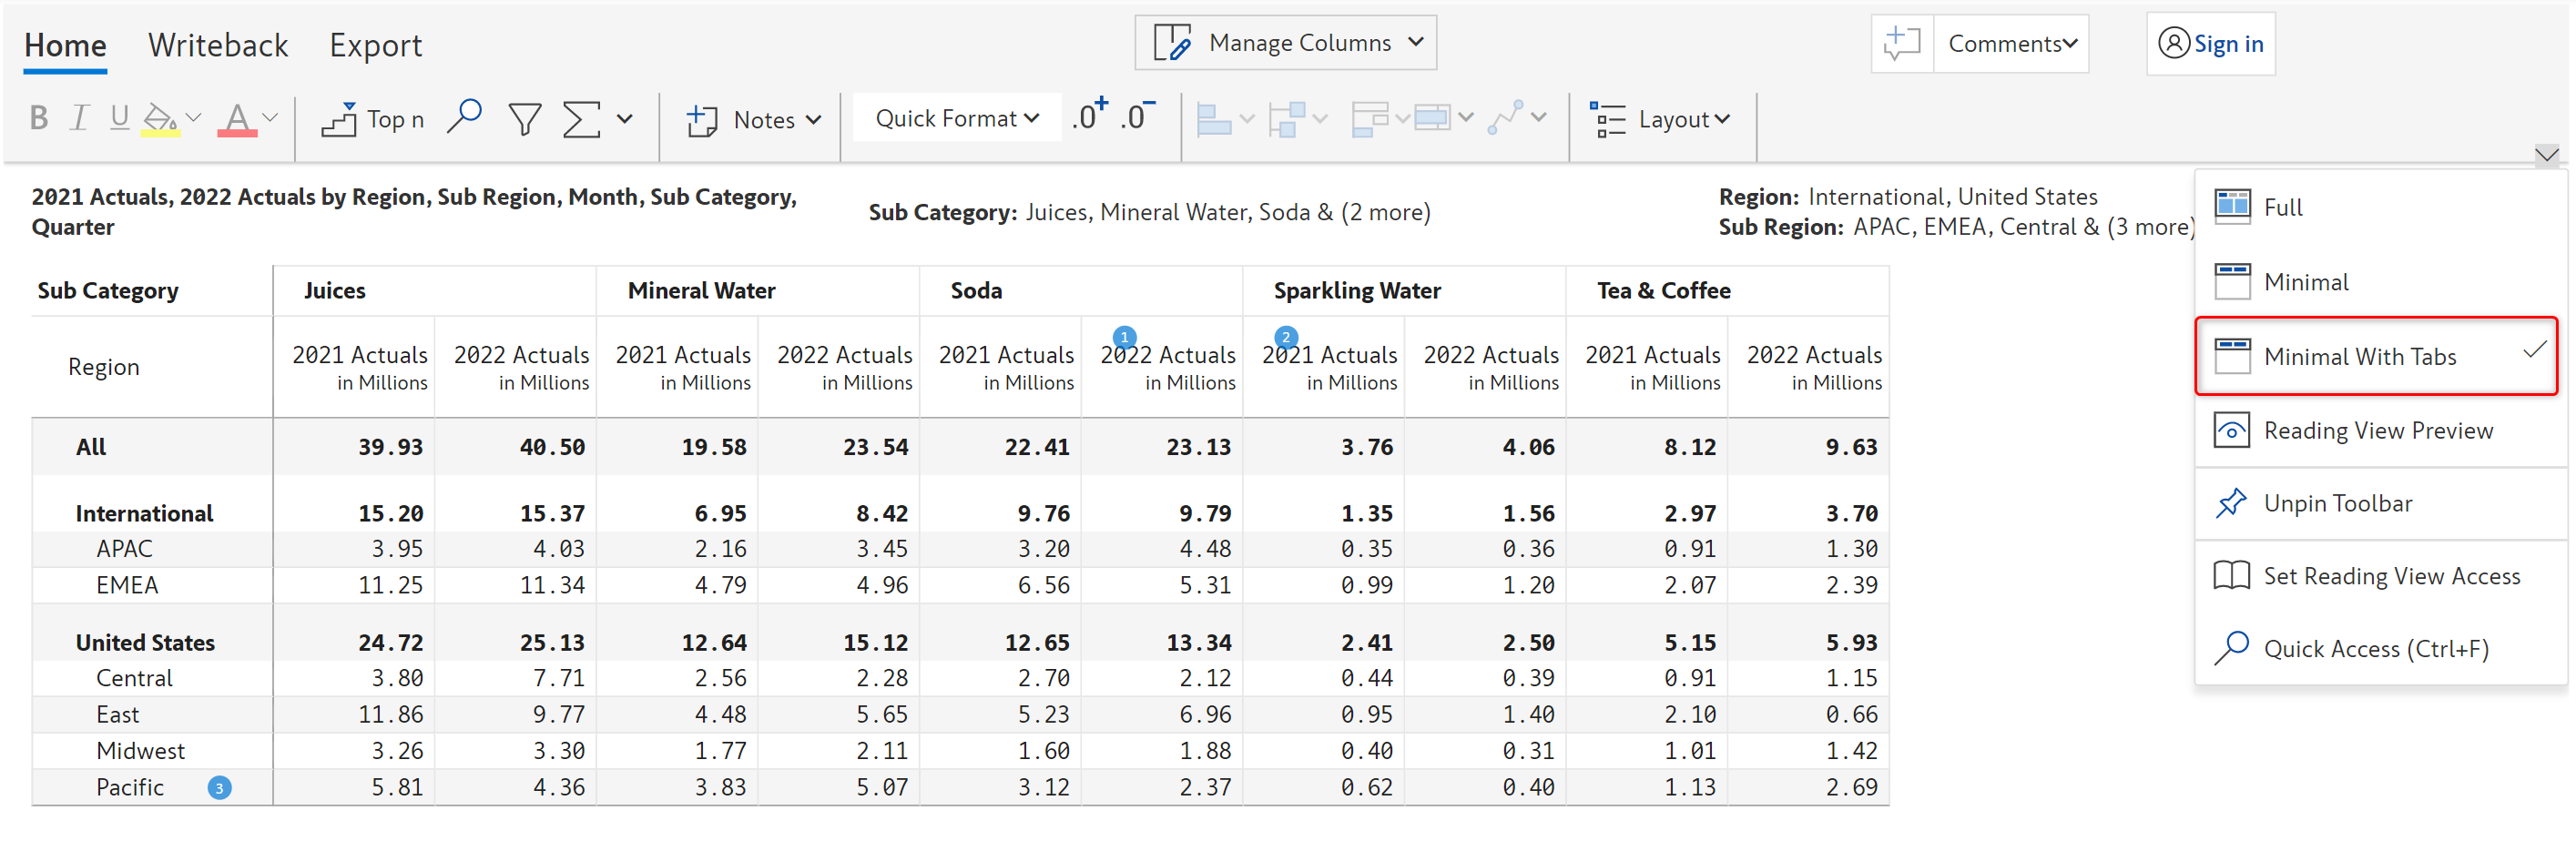 Home Writeback Export Manage Columns Comments Sign in
B I U A Top n Notes Quick Format .0+ .0- Layout
2021 Actuals, 2022 Actuals by Region, Sub Region, Month, Sub Category,
Quarter
Sub Category: Juices, Mineral Water, Soda & (2 more)
Region: International, United States
Sub Region: APAC, EMEA, Central & (3 more)
Sub Category Juices Mineral Water Soda Sparkling Water Tea & Coffee
1 2
Region 2021 Actuals 2022 Actuals 2021 Actuals 2022 Actuals 2021 Actuals 2022 Actuals 2021 Actuals 2022 Actuals 2021 Actuals 2022 Actuals
in Millions in Millions in Millions in Millions in Millions in Millions in Millions in Millions in Millions in Millions
All 39.93 40.50 19.58 23.54 22.41 23.13 3.76 4.06 8.12 9.63
International 15.20 15.37 6.95 8.42 9.76 9.79 1.35 1.56 2.97 3.70
APAC 3.95 4.03 2.16 3.45 3.20 4.48 0.35 0.36 0.91 1.30
EMEA 11.25 11.34 4.79 4.96 6.56 5.31 0.99 1.20 2.07 2.39
United States 24.72 25.13 12.64 15.12 12.65 13.34 2.41 2.50 5.15 5.93
Central 3.80 7.71 2.56 2.28 2.70 2.12 0.44 0.39 0.91 1.15
East 11.86 9.77 4.48 5.65 5.23 6.96 0.95 1.40 2.10 0.66
Midwest 3.26 3.30 1.77 2.11 1.60 1.88 0.40 0.31 1.01 1.42
Pacific 3 5.81 4.36 3.83 5.07 3.12 2.37 0.62 0.40 1.13 2.69
Full
Minimal
Minimal With Tabs
Reading View Preview
Unpin Toolbar
Set Reading View Access
Quick Access (Ctrl+F)